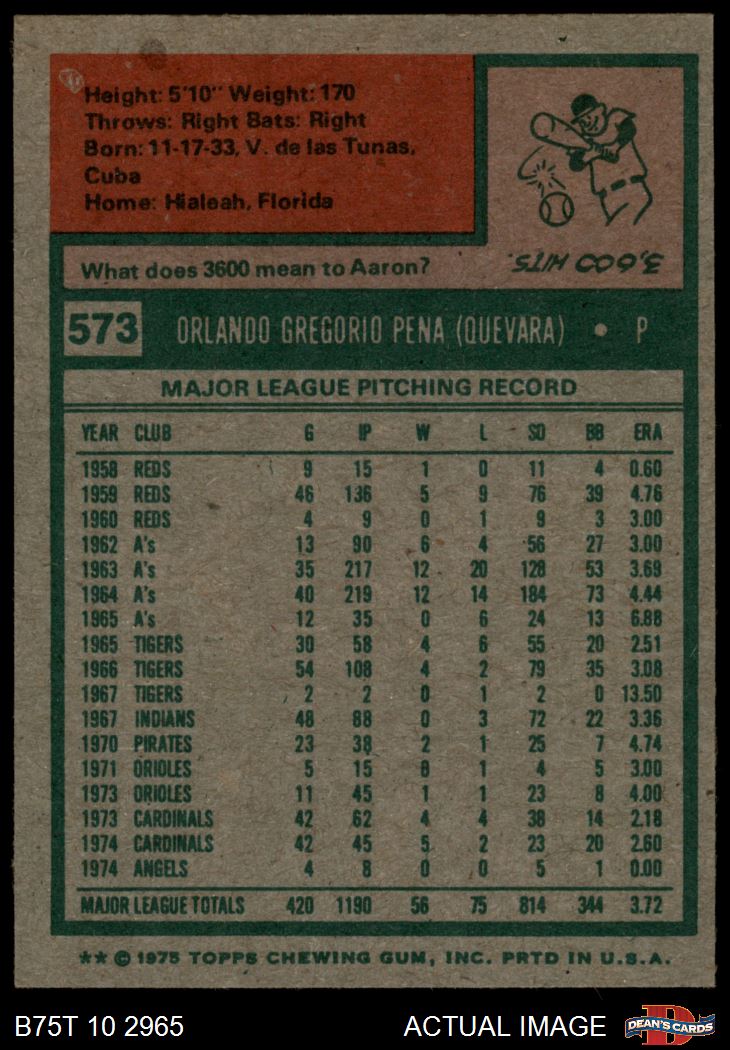 Height: 5'10" Weight: 170
Throws: Right Bats: Right
Born: 11-17-33, V. de las Tunas,
Cuba
Home: Hialeah, Florida
What does 3600 mean to Aaron?
3,600 HITS.
573 ORLANDO GREGORIO PENA (QUEVARA) • P
MAJOR LEAGUE PITCHING RECORD
YEAR CLUB G IP W L SO BB ERA
1958 REDS 9 15 1 0 11 4 0.60
1959 REDS 46 136 5 9 76 39 4.76
1960 REDS 4 9 0 1 9 3 3.00
1962 A's 13 90 6 4 56 27 3.00
1963 A's 35 217 12 20 128 53 3.69
1964 A's 40 219 12 14 184 73 4.44
1965 A's 12 35 0 6 24 13 6.88
1965 TIGERS 30 58 4 6 55 20 2.51
1966 TIGERS 54 108 4 2 79 35 3.08
1967 TIGERS 2 2 0 1 2 0 13.50
1967 INDIANS 48 88 0 3 72 22 3.36
1970 PIRATES 23 38 2 1 25 7 4.74
1971 ORIOLES 5 15 0 1 4 5 3.00
1973 ORIOLES 11 45 1 1 23 8 4.00
1973 CARDINALS 42 62 4 4 38 14 2.18
1974 CARDINALS 42 45 5 2 23 20 2.60
1974 ANGELS 4 8 0 0 5 1 0.00
MAJOR LEAGUE TOTALS 420 1190 56 75 814 344 3.72
** © 1975 TOPPS CHEWING GUM, INC. PRTD IN U.S.A.
B75T 10 2965 ACTUAL IMAGE
DEAN'S CARDS